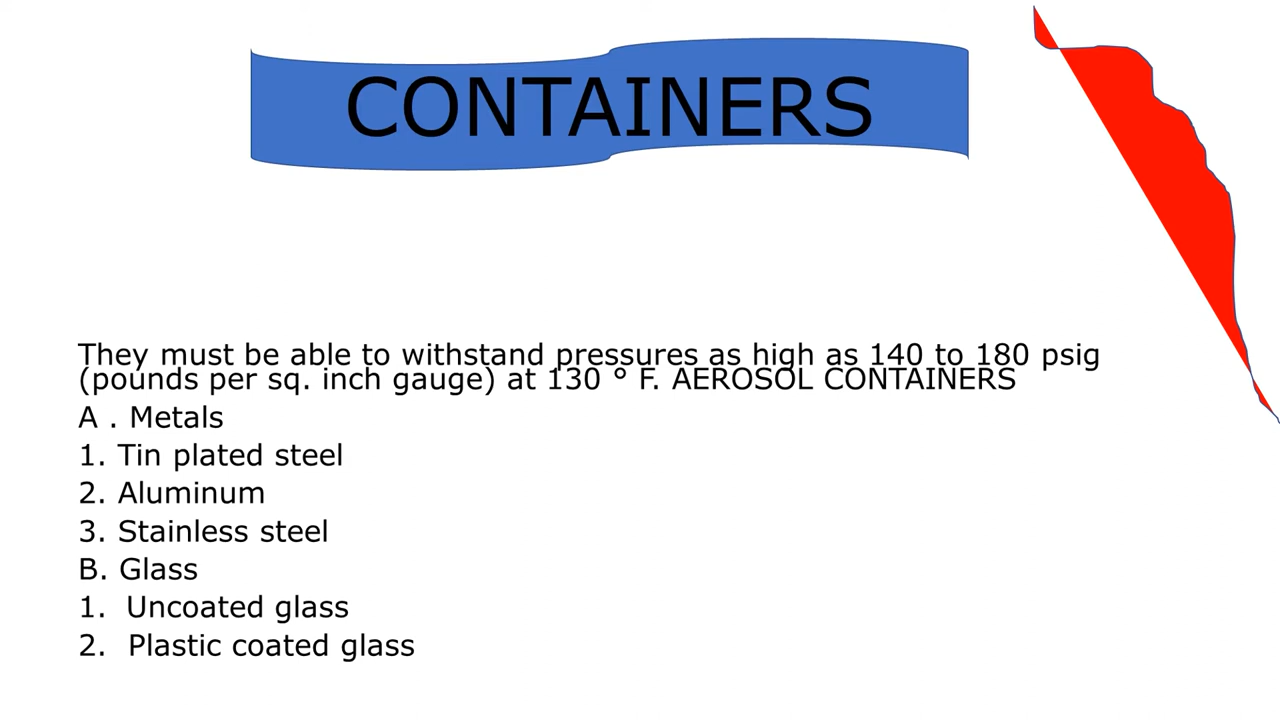 CONTAINERS
They must be able to withstand pressures as high as 140 to 180 psig
(pounds per sq. inch gauge) at 130 ° F. AEROSOL CONTAINERS
A . Metals
1. Tin plated steel
2. Aluminum
3. Stainless steel
B. Glass
1. Uncoated glass
2. Plastic coated glass